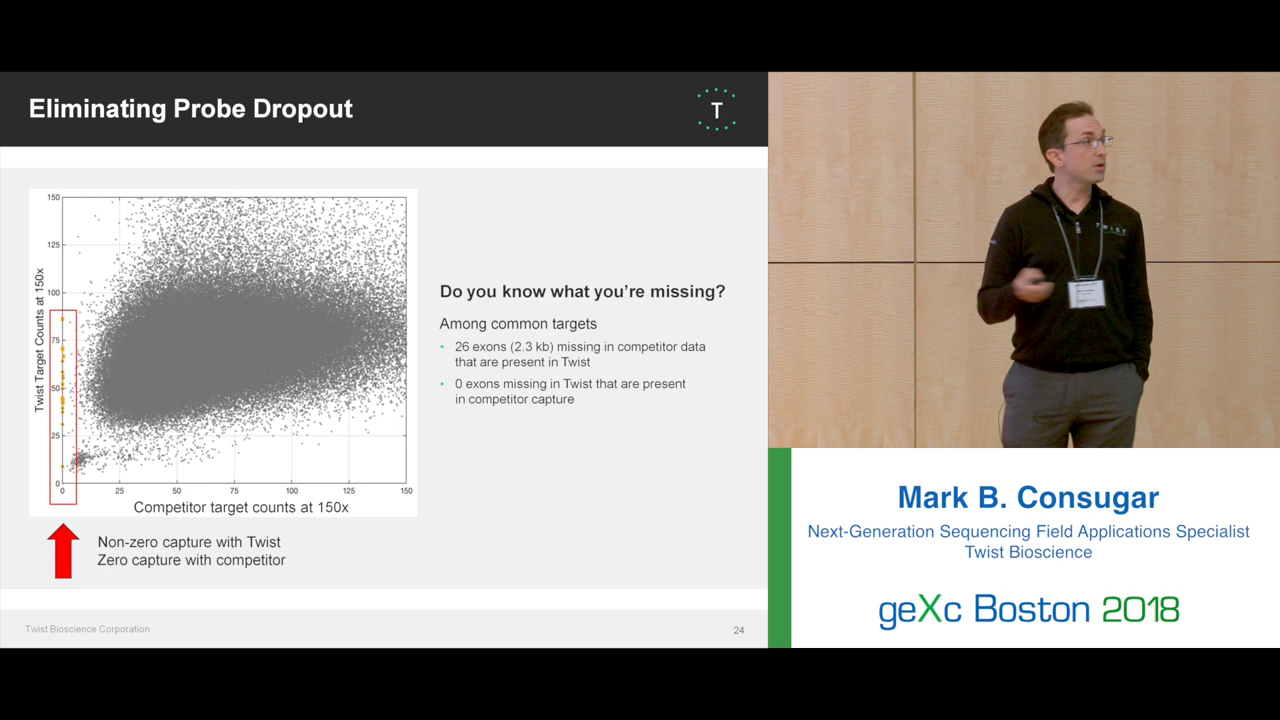 Eliminating Probe Dropout
T
150
125
100
75
50
25
0
0 25 50 75 100 125 150
Twist Target Counts at 150x
Competitor target counts at 150x
Non-zero capture with Twist
Zero capture with competitor
Do you know what you're missing?
Among common targets
• 26 exons (2.3 kb) missing in competitor data
that are present in Twist
• 0 exons missing in Twist that are present
in competitor capture
Twist Bioscience Corporation
24
TWIST
Mark B. Consugar
Next-Generation Sequencing Field Applications Specialist
Twist Bioscience
geXc Boston 2018